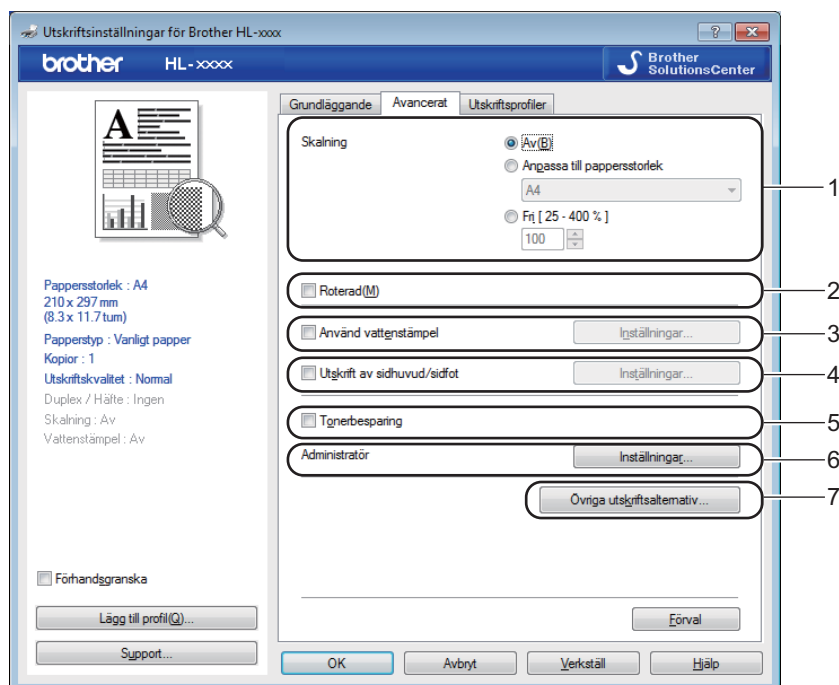 Utskriftsinställningar för Brother HL-xxxx
brother HL-xxxx
Brother
SolutionsCenter
Grundläggande Avancerat Utskriftsprofiler
A
Skalning
Av(B)
Anpassa till pappersstorlek
A4
Fri [ 25 - 400 % ]
100
1
Pappersstorlek : A4
210 x 297 mm
(8.3 x 11.7 tum)
Papperstyp : Vanligt papper
Kopior : 1
Utskriftskvalitet : Normal
Duplex / Häfte : Ingen
Skalning : Av
Vattenstämpel : Av
Roterad(M)
2
Använd vattenstämpel Inställningar...
3
Utskrift av sidhuvud/sidfot Inställningar...
4
Tonerbesparing
5
Administratör Inställningar...
6
Övriga utskriftsalternativ...
7
Förhandsgranska
Lägg till profil(Q)...
Support...
Förval
OK Avbryt Verkställ Hjälp